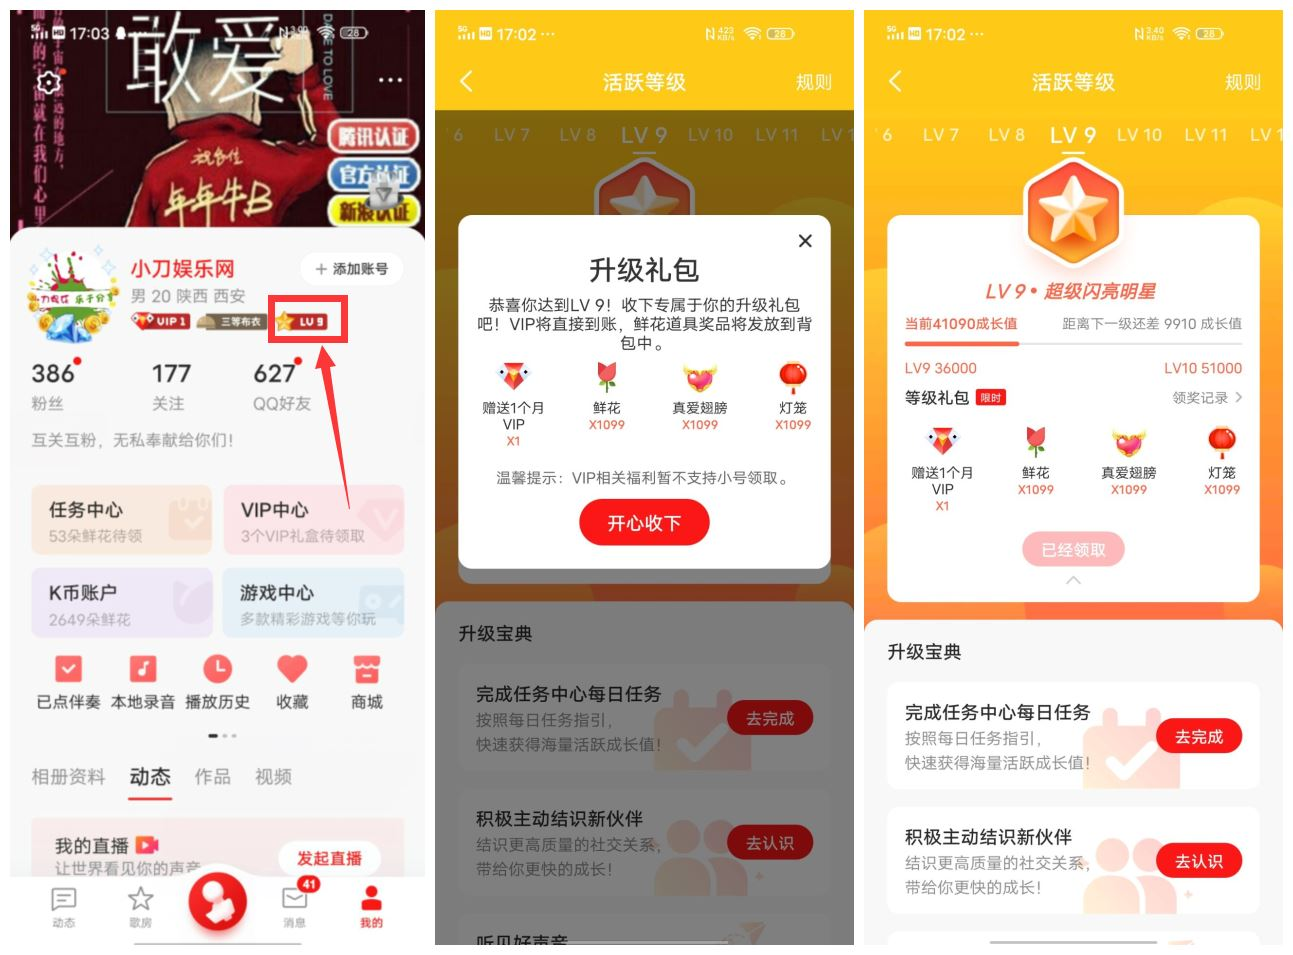 17:03
28
敢爱
DARE TO LOVE
祝各位
年年牛B
腾讯认证
官方认证
新浪认证
小刀娱乐网
+ 添加账号
男 20 陕西 西安
VIP 1
三等布衣
LV 9
386
177
627
粉丝
关注
QQ好友
互关互粉，无私奉献给你们！
任务中心
53朵鲜花待领
VIP中心
3个VIP礼盒待领取
K币账户
2649朵鲜花
游戏中心
多款精彩游戏等你玩
已点伴奏
本地录音
播放历史
收藏
商城
相册资料
动态
作品
视频
我的直播
让世界看见你的声音
发起直播
动态
歌房
41
消息
我的
5G HD 17:02 ···
4.23 KB/s
28
活跃等级
规则
6 LV 7 LV 8 LV 9 LV 10 LV 11 LV 1
升级礼包
恭喜你达到LV 9！收下专属于你的升级礼包
吧！VIP将直接到账，鲜花道具奖品将发放到背
包中。
赠送1个月
VIP
X1
鲜花
X1099
真爱翅膀
X1099
灯笼
X1099
温馨提示：VIP相关福利暂不支持小号领取。
开心收下
升级宝典
完成任务中心每日任务
按照每日任务指引，
快速获得海量活跃成长值！
去完成
积极主动结识新伙伴
结识更高质量的社交关系，
带给你更快的成长！
去认识
听见好声音
5G HD 17:02 ···
3.40 KB/s
28
活跃等级
规则
6 LV 7 LV 8 LV 9 LV 10 LV 11 LV 1
LV 9 • 超级闪亮明星
当前41090成长值
距离下一级还差 9910 成长值
LV9 36000
LV10 51000
等级礼包 限时
领奖记录
赠送1个月
VIP
X1
鲜花
X1099
真爱翅膀
X1099
灯笼
X1099
已经领取
升级宝典
完成任务中心每日任务
按照每日任务指引，
快速获得海量活跃成长值！
去完成
积极主动结识新伙伴
结识更高质量的社交关系，
带给你更快的成长！
去认识